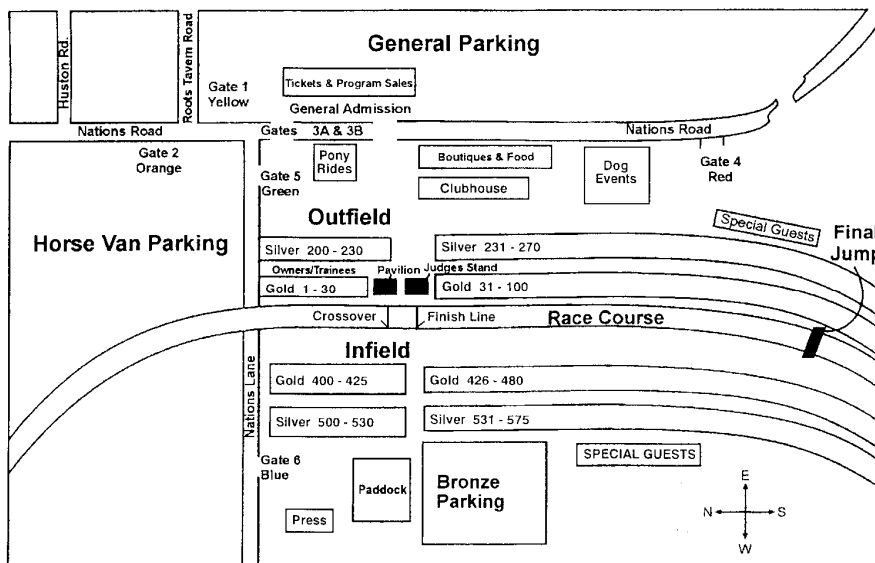 General Parking
Huston Rd.
Roots Tavern Road
Gate 1
Yellow
Tickets & Program Sales
General Admission
Nations Road
Gates 3A & 3B
Nations Road
Gate 2
Orange
Gate 5
Green
Pony
Rides
Boutiques & Food
Clubhouse
Dog
Events
Gate 4
Red
Outfield
Special Guests
Final
Jump
Horse Van Parking
Silver 200 - 230
Silver 231 - 270
Owners/Trainees
Pavilion
Judges Stand
Gold 1 - 30
Gold 31 - 100
Crossover
Finish Line
Race Course
Infield
Nations Lane
Gold 400 - 425
Gold 426 - 480
Silver 500 - 530
Silver 531 - 575
Gate 6
Blue
Paddock
Bronze
Parking
SPECIAL GUESTS
Press
E
N
S
W